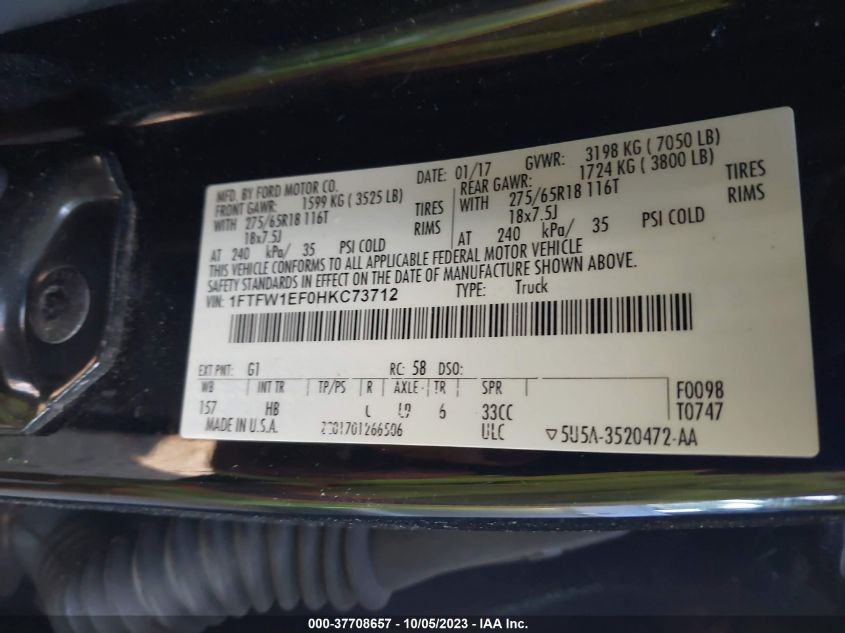 MFD. BY FORD MOTOR CO. DATE: 01/17 GVWR: 3198 KG ( 7050 LB)
FRONT GAWR: 1599 KG ( 3525 LB) REAR GAWR: 1724 KG ( 3800 LB)
WITH 275/65R18 116T TIRES WITH 275/65R18 116T TIRES
18x7.5J RIMS 18x7.5J RIMS
AT 240 kPa/ 35 PSI COLD AT 240 kPa/ 35 PSI COLD
THIS VEHICLE CONFORMS TO ALL APPLICABLE FEDERAL MOTOR VEHICLE
SAFETY STANDARDS IN EFFECT ON THE DATE OF MANUFACTURE SHOWN ABOVE.
VIN: 1FTFW1EF0HKC73712 TYPE: Truck
EXT PNT: G1 RC: 58 DSO:
WB INT TR TP/PS R AXLE TR SPR F0098
157 HB 6 33CC T0747
MADE IN U.S.A. ULC ▽5U5A-3520472-AA
000-37708657 - 10/05/2023 - IAA Inc.